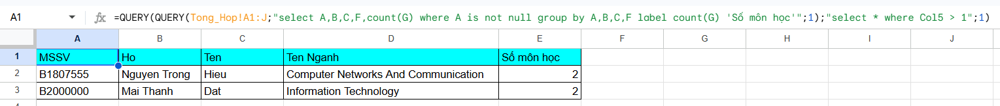 A1 fx =QUERY(QUERY(Tong_Hop!A1:J;"select A,B,C,F,count(G) where A is not null group by A,B,C,F label count(G) 'Số môn học'";1);"select * where Col5 > 1";1)
A B C D E F G H I J
1 MSSV Ho Ten Ten Nganh Số môn học
2 B1807555 Nguyen Trong Hieu Computer Networks And Communication 2
3 B2000000 Mai Thanh Dat Information Technology 2